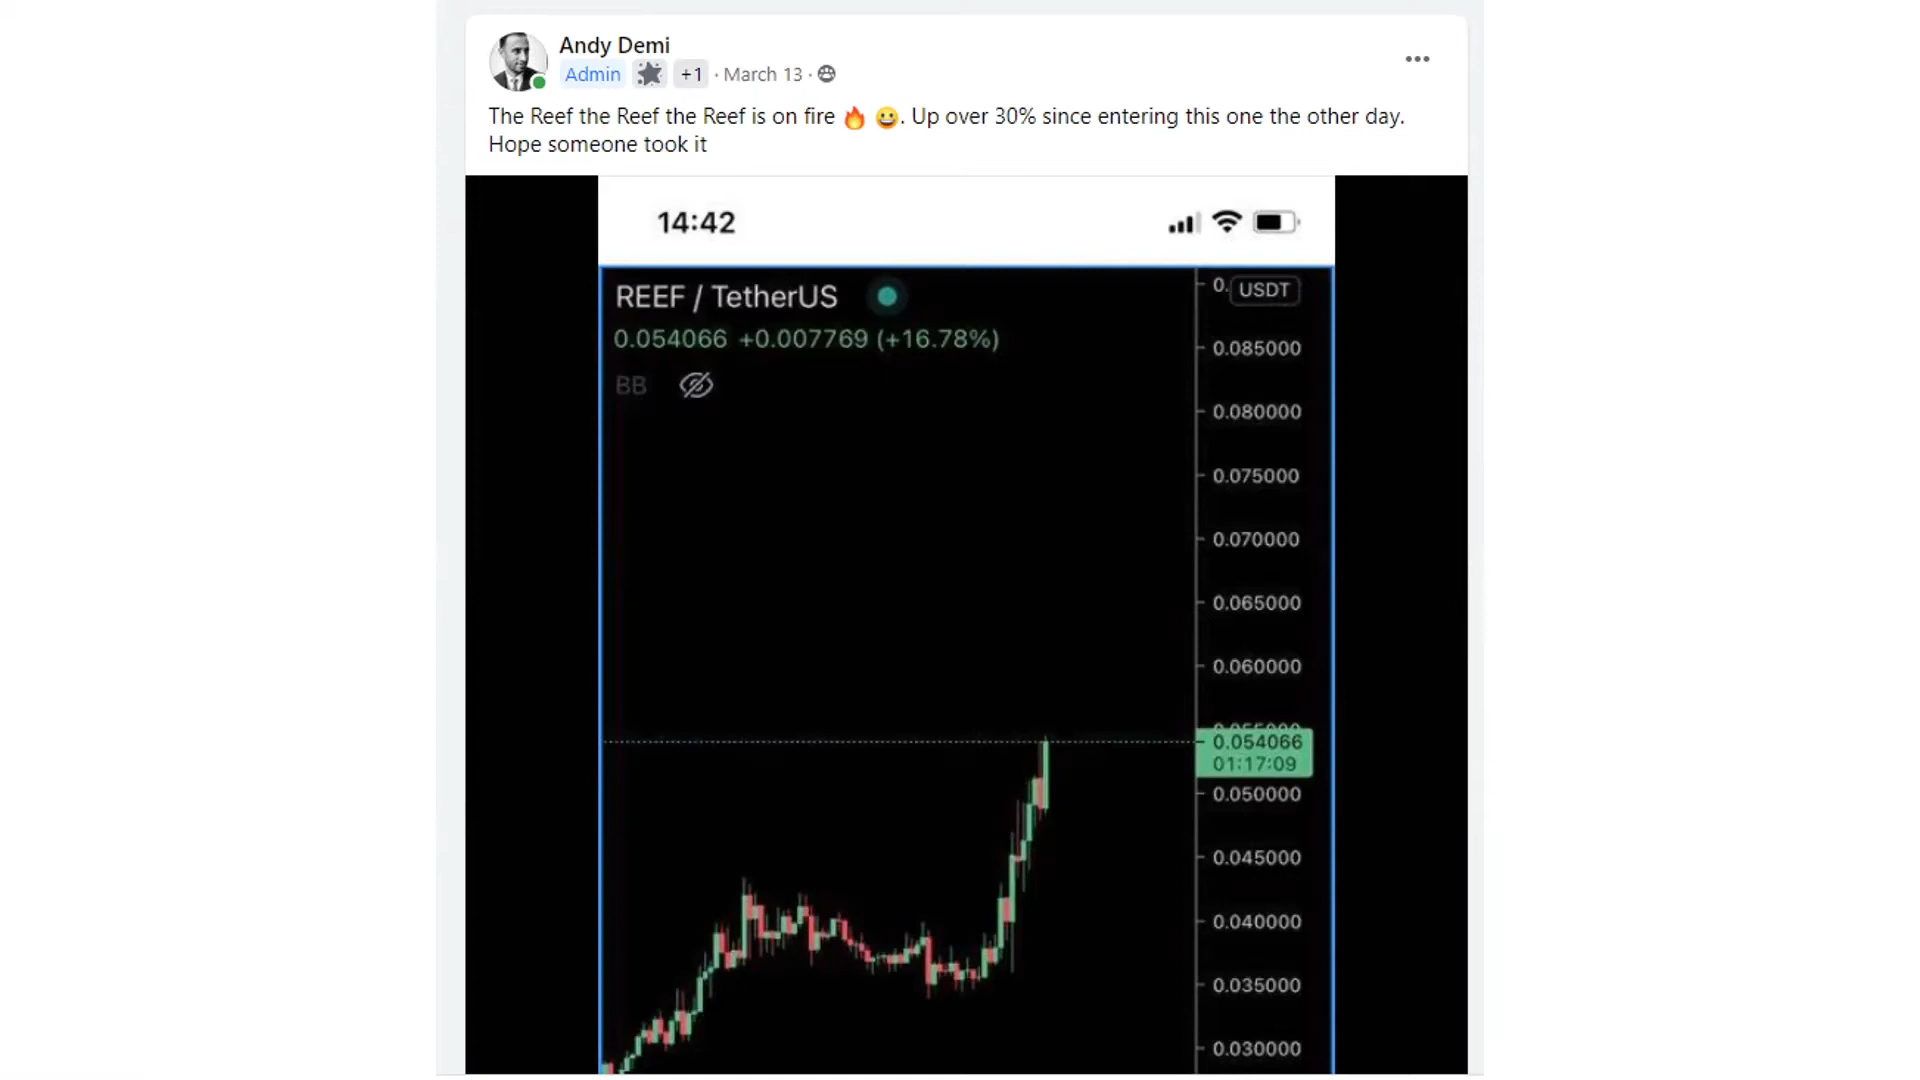 Andy Demi
Admin +1 · March 13 ·
The Reef the Reef the Reef is on fire 🔥 😀. Up over 30% since entering this one the other day.
Hope someone took it
14:42
REEF / TetherUS
0. USDT
0.054066 +0.007769 (+16.78%)
0.085000
BB
0.080000
0.075000
0.070000
0.065000
0.060000
0.054066
01:17:09
0.050000
0.045000
0.040000
0.035000
0.030000